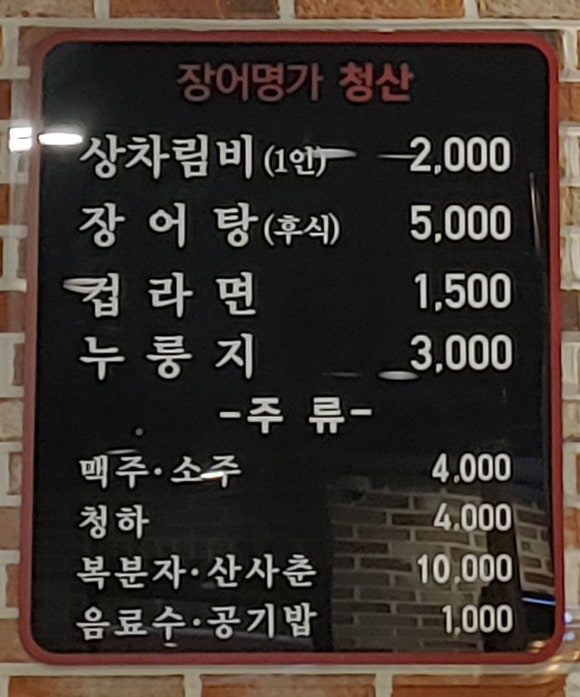 장어명가 청산
상차림비(1인) 2,000
장 어 탕(후식) 5,000
컵 라 면 1,500
누 룽 지 3,000
-주 류-
맥주·소주 4,000
청하 4,000
복분자·산사춘 10,000
음료수·공기밥 1,000